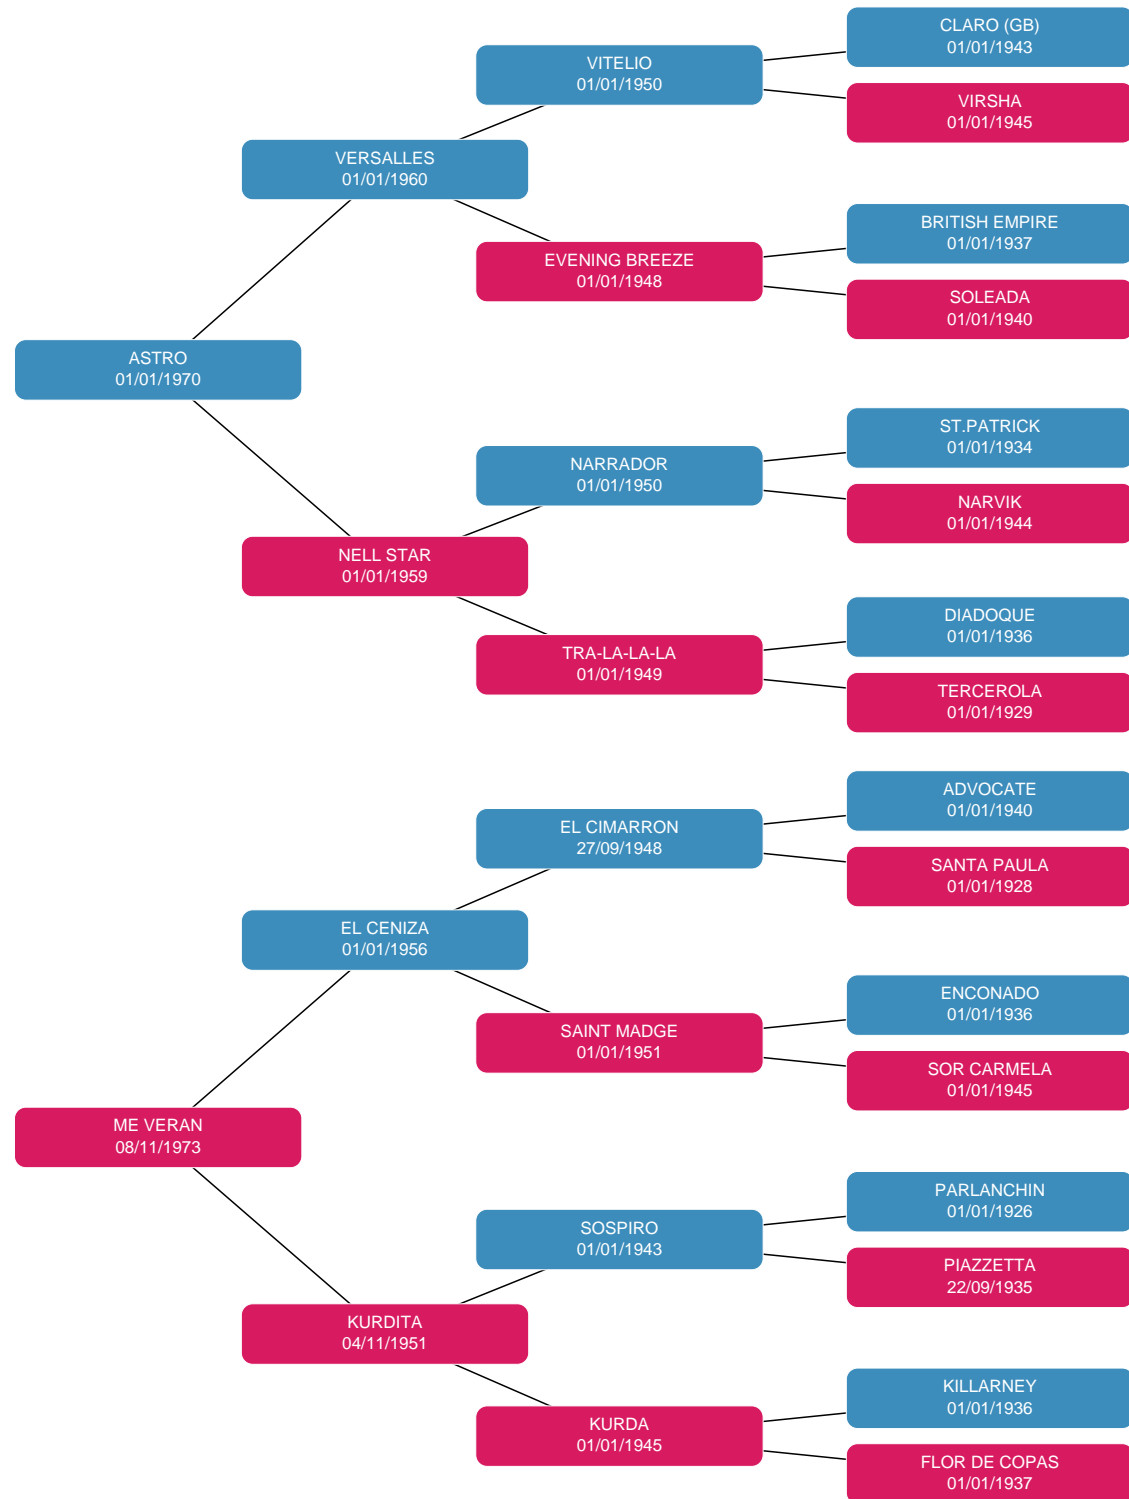 CLARO (GB)
01/01/1943
VITELIO
01/01/1950
VIRSHA
01/01/1945
VERSALLES
01/01/1960
BRITISH EMPIRE
01/01/1937
EVENING BREEZE
01/01/1948
SOLEADA
01/01/1940
ASTRO
01/01/1970
ST.PATRICK
01/01/1934
NARRADOR
01/01/1950
NARVIK
01/01/1944
NELL STAR
01/01/1959
DIADOQUE
01/01/1936
TRA-LA-LA-LA
01/01/1949
TERCEROLA
01/01/1929
ADVOCATE
01/01/1940
EL CIMARRON
27/09/1948
SANTA PAULA
01/01/1928
EL CENIZA
01/01/1956
ENCONADO
01/01/1936
SAINT MADGE
01/01/1951
SOR CARMELA
01/01/1945
ME VERAN
08/11/1973
PARLANCHIN
01/01/1926
SOSPIRO
01/01/1943
PIAZZETTA
22/09/1935
KURDITA
04/11/1951
KILLARNEY
01/01/1936
KURDA
01/01/1945
FLOR DE COPAS
01/01/1937